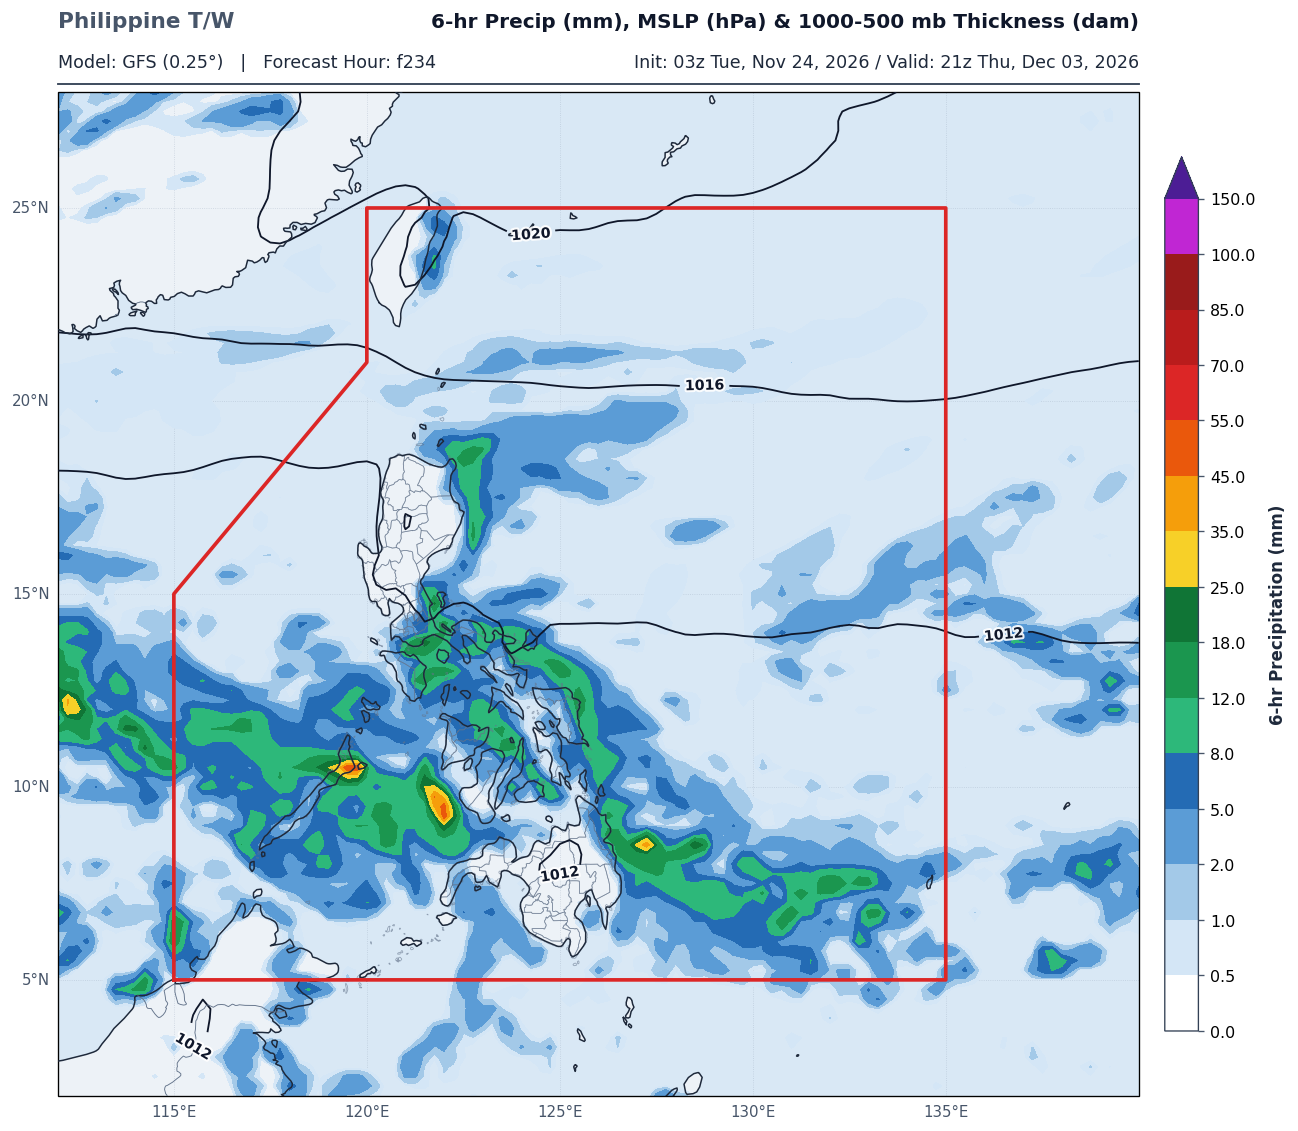 Philippine T/W
6-hr Precip (mm), MSLP (hPa) & 1000-500 mb Thickness (dam)
Model: GFS (0.25°)   |   Forecast Hour: f234
Init: 03z Tue, Nov 24, 2026 / Valid: 21z Thu, Dec 03, 2026
25°N
20°N
15°N
10°N
5°N
115°E
120°E
125°E
130°E
135°E
1020
1016
1012
1012
1012
150.0
100.0
85.0
70.0
55.0
45.0
35.0
25.0
18.0
12.0
8.0
5.0
2.0
1.0
0.5
0.0
6-hr Precipitation (mm)